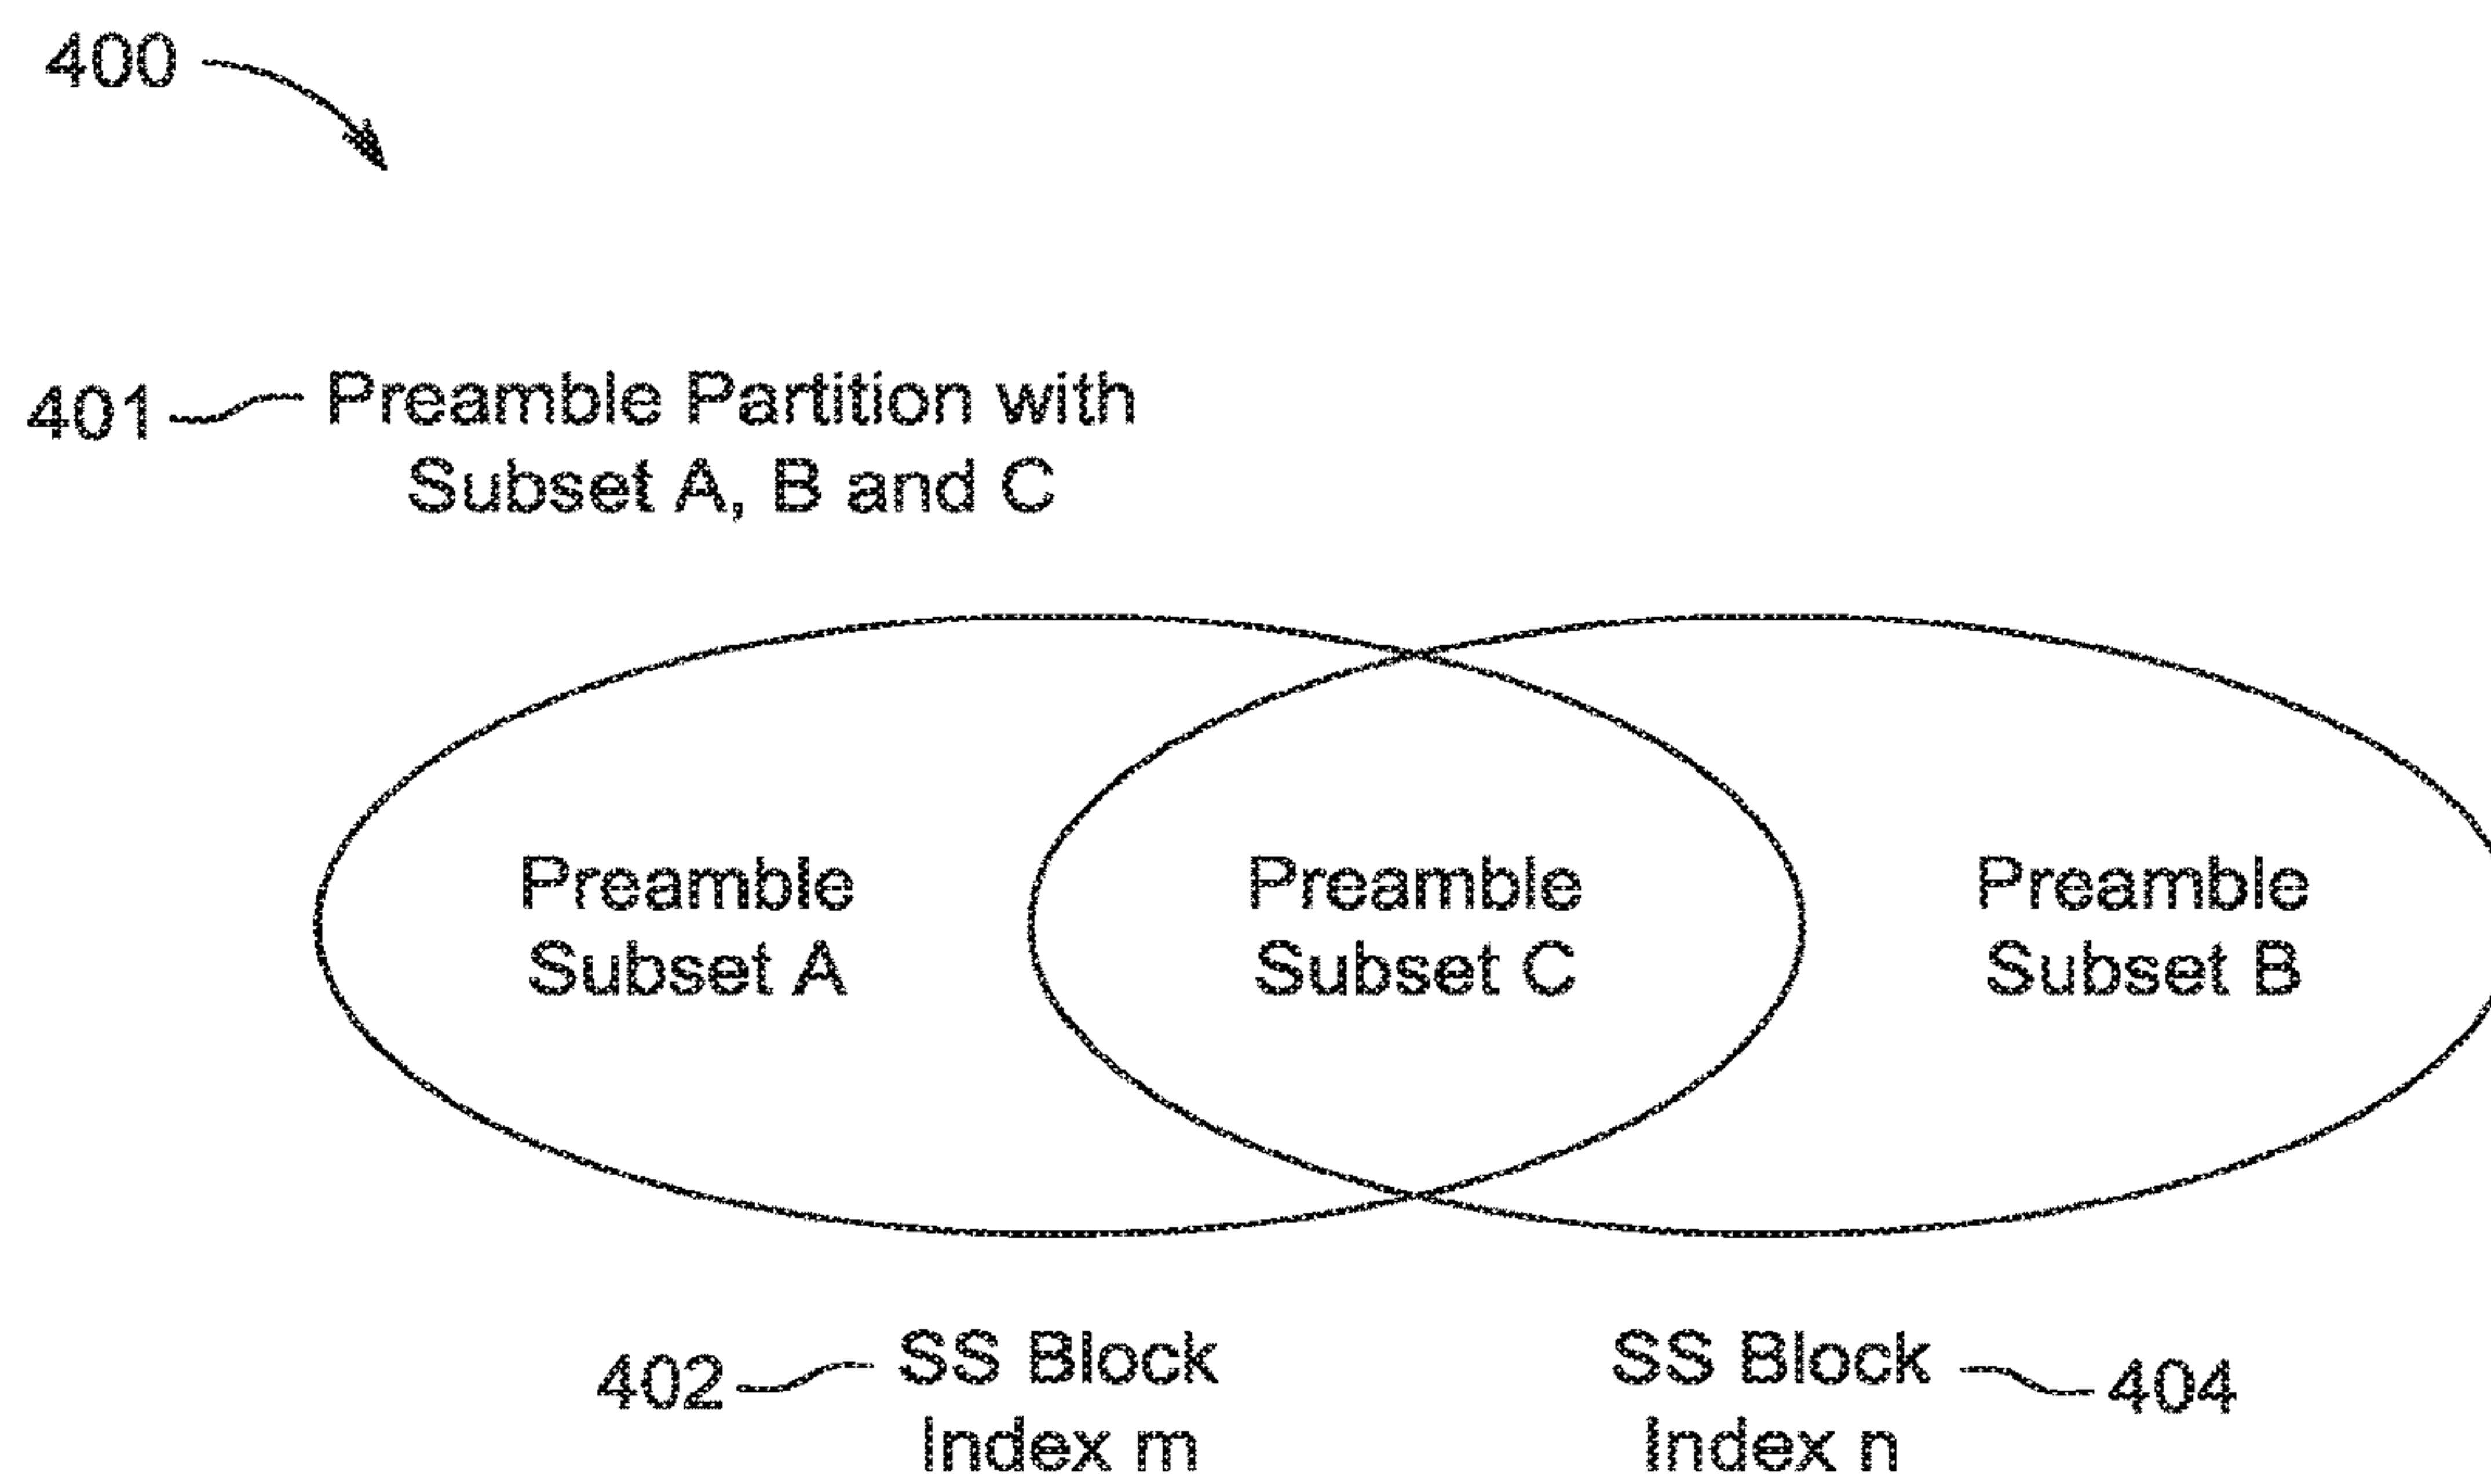 400
401 Preamble Partition with
Subset A, B and C
Preamble Preamble Preamble
Subset A Subset C Subset B
402 SS Block SS Block 404
Index m Index n